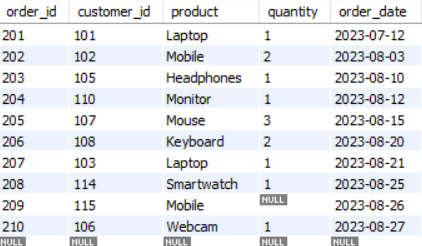 order_id customer_id product quantity order_date
201 101 Laptop 1 2023-07-12
202 102 Mobile 2 2023-08-03
203 105 Headphones 1 2023-08-10
204 110 Monitor 1 2023-08-12
205 107 Mouse 3 2023-08-15
206 108 Keyboard 2 2023-08-20
207 103 Laptop 1 2023-08-21
208 114 Smartwatch 1 2023-08-25
209 115 Mobile NULL 2023-08-26
210 106 Webcam 1 2023-08-27
NULL NULL NULL NULL NULL